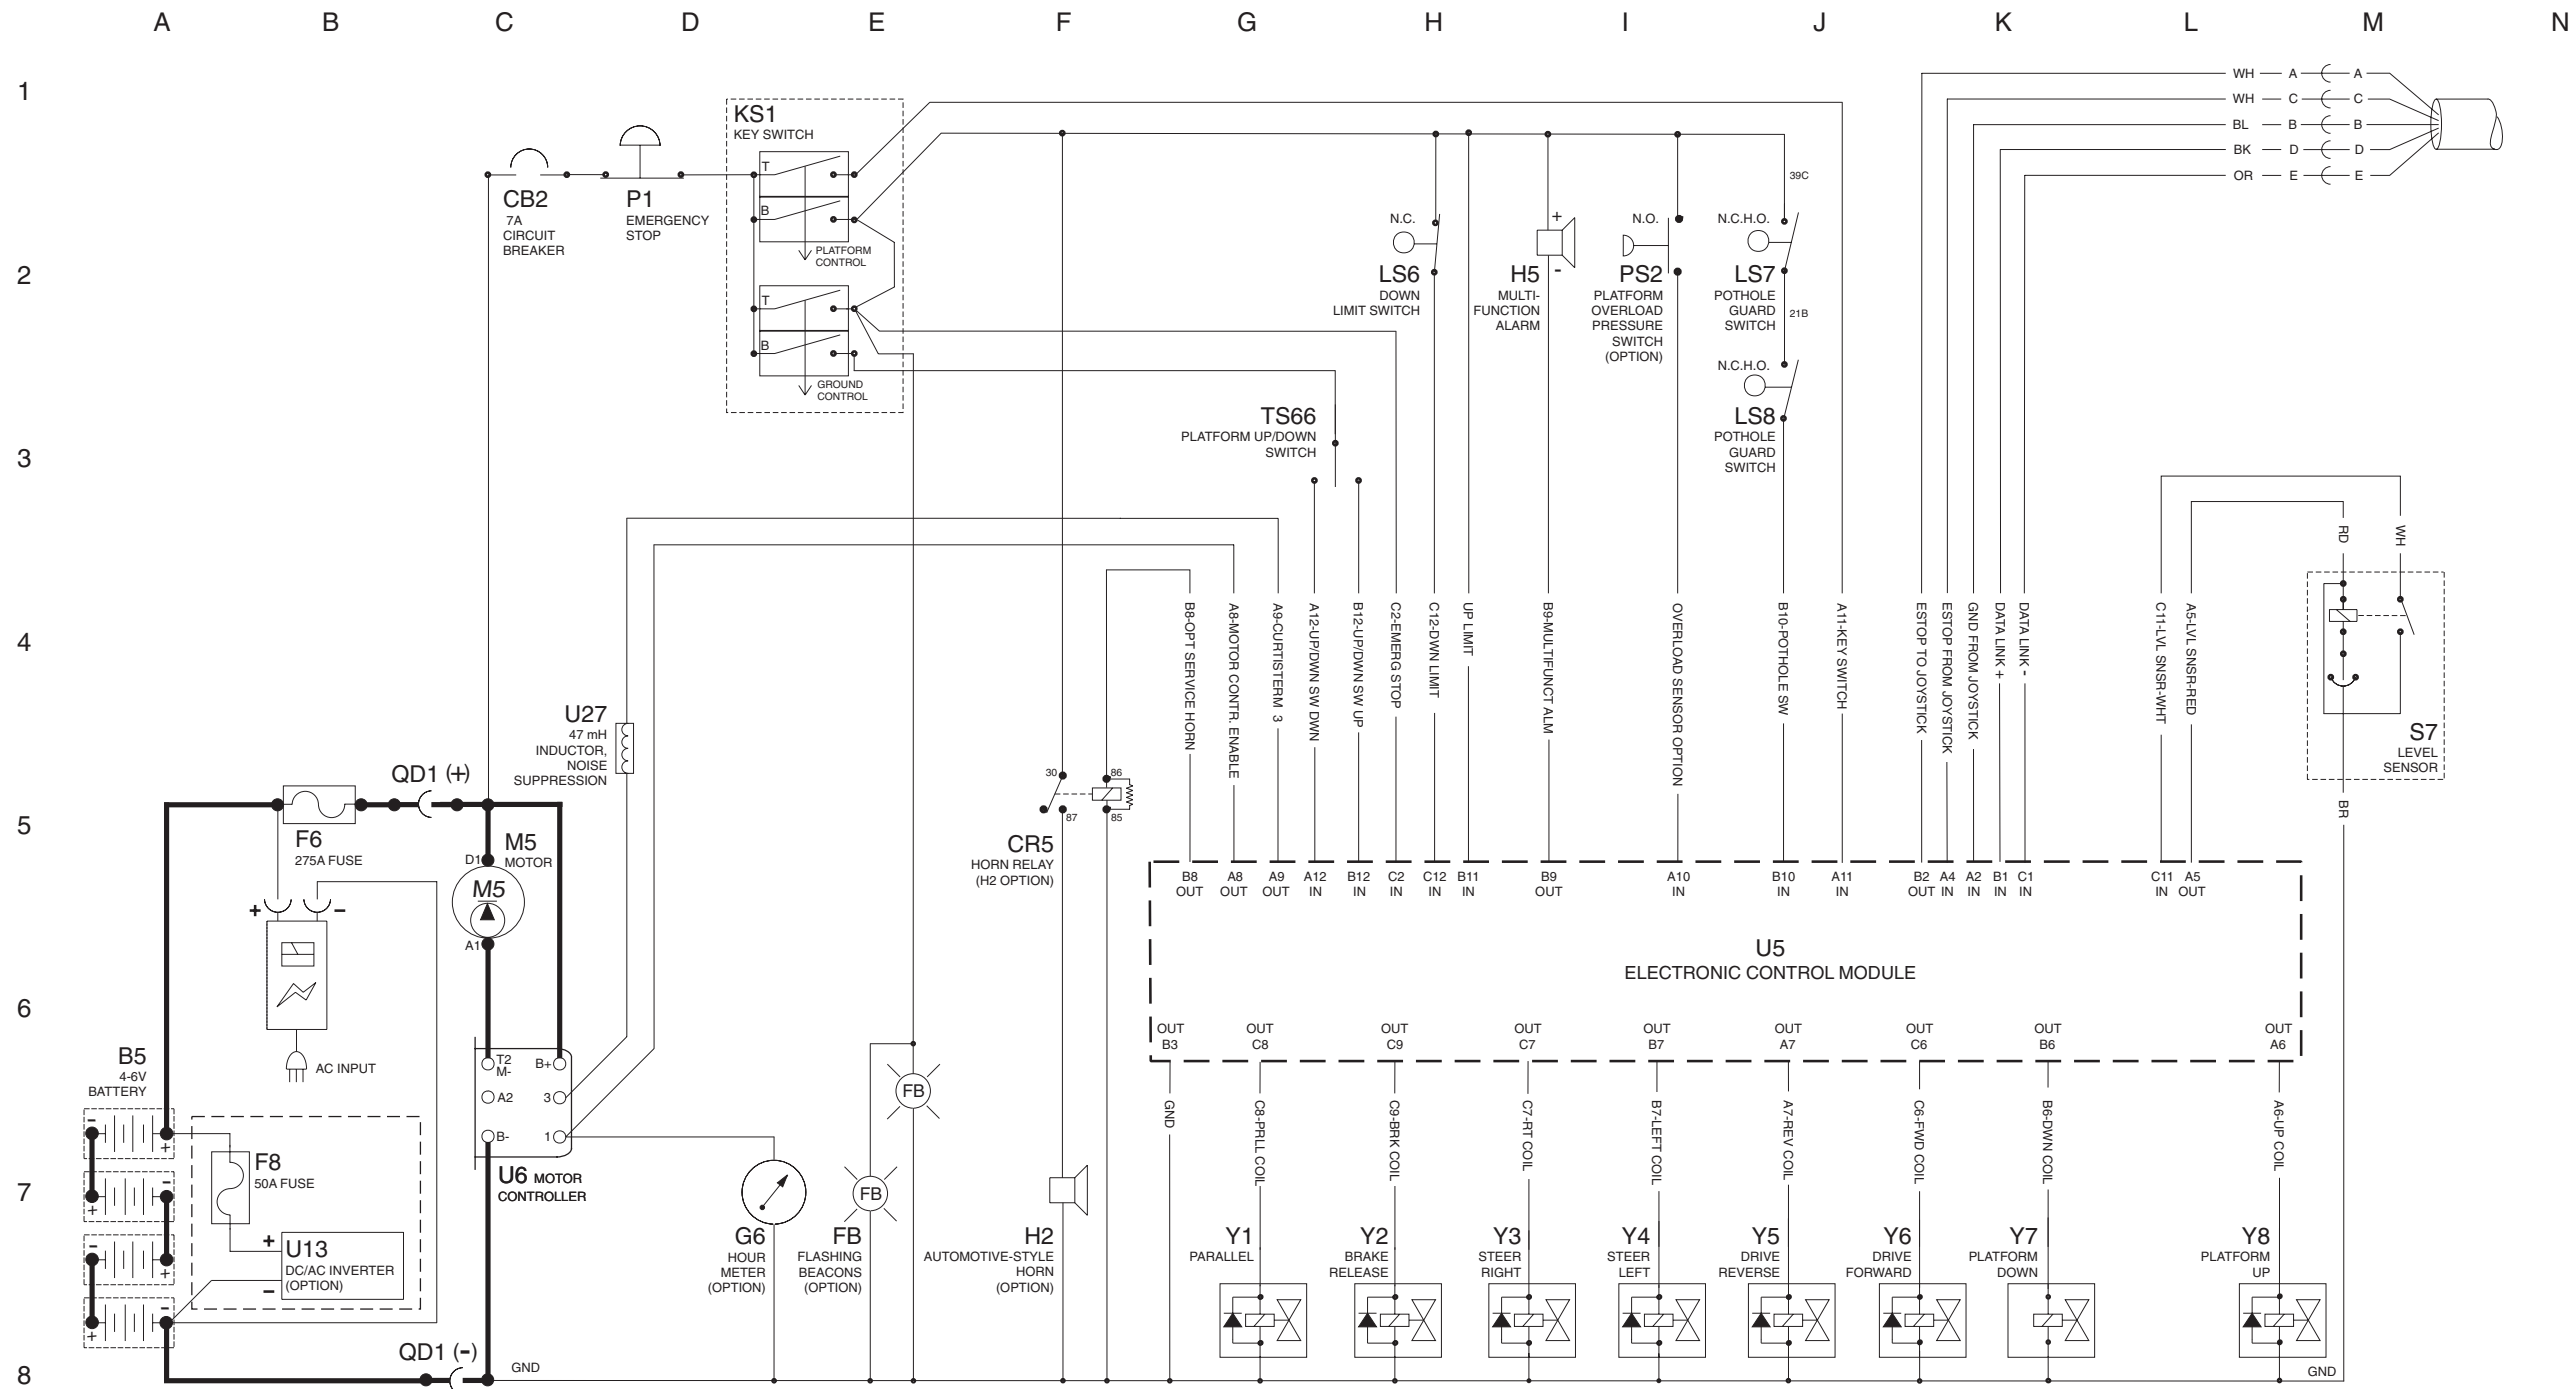 A B C D E F G H I J K L M N
1
2
3
4
5
6
7
8
KS1
KEY SWITCH
T
B
PLATFORM
CONTROL
T
B
GROUND
CONTROL
CB2
7A
CIRCUIT
BREAKER
P1
EMERGENCY
STOP
N.C.
LS6
DOWN
LIMIT SWITCH
+
H5 -
MULTI-
FUNCTION
ALARM
N.O.
PS2
PLATFORM
OVERLOAD
PRESSURE
SWITCH
(OPTION)
39C
N.C.H.O.
LS7
POTHOLE
GUARD
SWITCH
21B
N.C.H.O.
LS8
POTHOLE
GUARD
SWITCH
WH A A
WH C C
BL B B
BK D D
OR E E
TS66
PLATFORM UP/DOWN
SWITCH
B8-OPT SERVICE HORN
A8-MOTOR CONTR. ENABLE
A9-CURTISTERM 3
A12-UP/DWN SW DWN
B12-UP/DWN SW UP
C2-EMERG STOP
C12-DWN LIMIT
UP LIMIT
B9-MULTIFUNCT ALM
OVERLOAD SENSOR OPTION
B10-POTHOLE SW
A11-KEY SWITCH
ESTOP TO JOYSTICK
ESTOP FROM JOYSTICK
GND FROM JOYSTICK
DATA LINK +
DATA LINK -
C11-LVL SNSR-WHT
A5-LVL SNSR-RED
RD
WH
S7
LEVEL
SENSOR
BR
U27
47 mH
INDUCTOR,
NOISE
SUPPRESSION
QD1 (+)
F6
275A FUSE
M5
MOTOR
D1
M5
A1
+ −
AC INPUT
30
86
87
85
CR5
HORN RELAY
(H2 OPTION)
B8 A8 A9 A12 B12 C2 C12 B11 B9 A10 B10 A11 B2 A4 A2 B1 C1 C11 A5
OUT OUT OUT IN IN IN IN IN OUT IN IN IN OUT IN IN IN IN IN OUT
U5
ELECTRONIC CONTROL MODULE
OUT OUT OUT OUT OUT OUT OUT OUT OUT
B3 C8 C9 C7 B7 A7 C6 B6 A6
B5
4-6V
BATTERY
- +
+ -
- +
+ -
F8
50A FUSE
+
U13
DC/AC INVERTER
(OPTION)
−
T2
M-
B+
A2
3
B-
1
U6 MOTOR
CONTROLLER
G6
HOUR
METER
(OPTION)
FB
FB
FB
FLASHING
BEACONS
(OPTION)
H2
AUTOMOTIVE-STYLE
HORN
(OPTION)
GND
C8-PRLL COIL
C9-BRK COIL
C7-RT COIL
B7-LEFT COIL
A7-REV COIL
C6-FWD COIL
B6-DWN COIL
A6-UP COIL
Y1
PARALLEL
Y2
BRAKE
RELEASE
Y3
STEER
RIGHT
Y4
STEER
LEFT
Y5
DRIVE
REVERSE
Y6
DRIVE
FORWARD
Y7
PLATFORM
DOWN
Y8
PLATFORM
UP
QD1 (-)
GND
GND